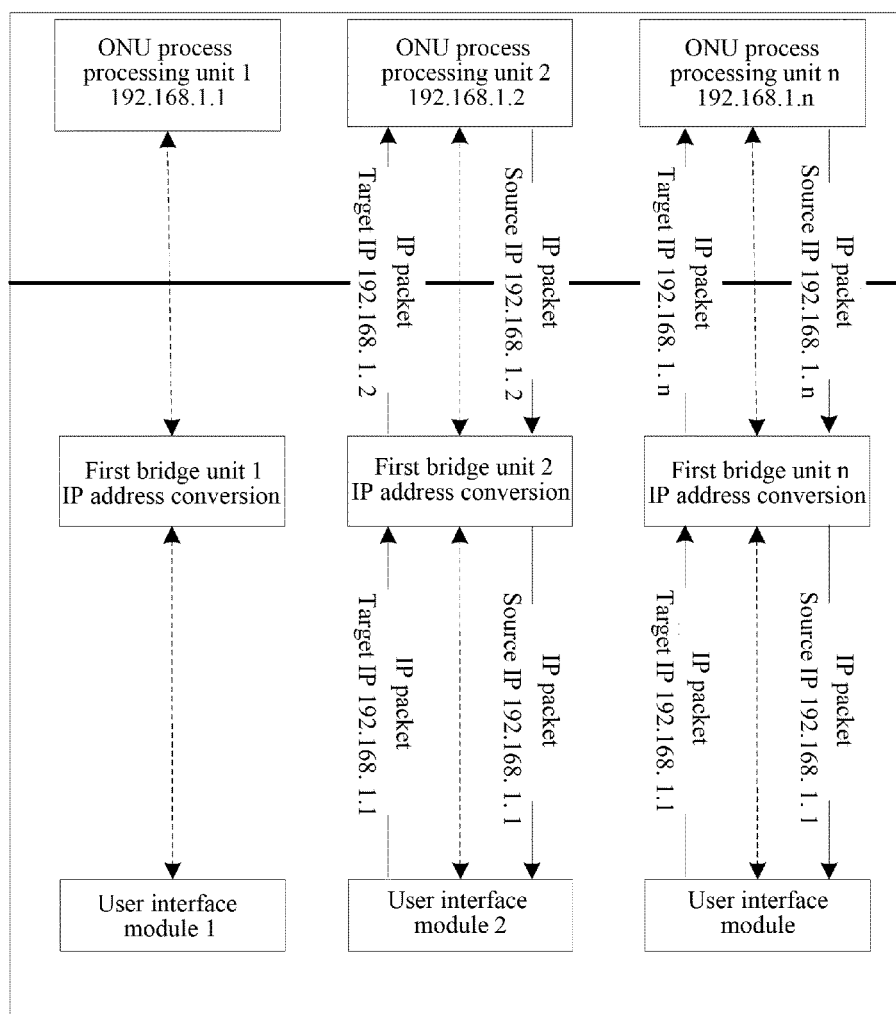 ONU process
processing unit 1
192.168.1.1
ONU process
processing unit 2
192.168.1.2
ONU process
processing unit n
192.168.1.n
IP packet
Target IP 192.168. 1. 2
IP packet
Source IP 192.168. 1. 2
IP packet
Target IP 192.168. 1. n
IP packet
Source IP 192.168. 1. n
First bridge unit 1
IP address conversion
First bridge unit 2
IP address conversion
First bridge unit n
IP address conversion
IP packet
Target IP 192.168. 1.1
IP packet
Source IP 192.168. 1. 1
IP packet
Target IP 192.168. 1.1
IP packet
Source IP 192.168. 1. 1
User interface
module 1
User interface
module 2
User interface
module